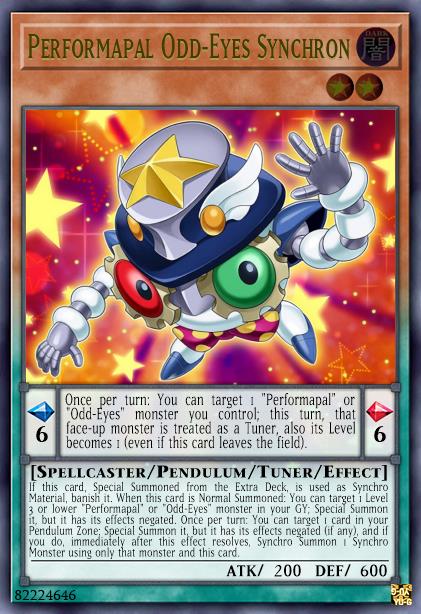 Performapal Odd-Eyes Synchron
DARK
闇
Once per turn: You can target 1 "Performapal" or
"Odd-Eyes" monster you control; this turn, that
face-up monster is treated as a Tuner, also its Level
becomes 1 (even if this card leaves the field).
6
6
[Spellcaster/Pendulum/Tuner/Effect]
If this card, Special Summoned from the Extra Deck, is used as Synchro
Material, banish it. When this card is Normal Summoned: You can target 1 Level
3 or lower "Performapal" or "Odd-Eyes" monster in your GY; Special Summon
it, but it has its effects negated. Once per turn: You can target 1 card in your
Pendulum Zone; Special Summon it, but it has its effects negated (if any), and if
you do, immediately after this effect resolves, Synchro Summon 1 Synchro
Monster using only that monster and this card.
ATK/ 200 DEF/ 600
82224646